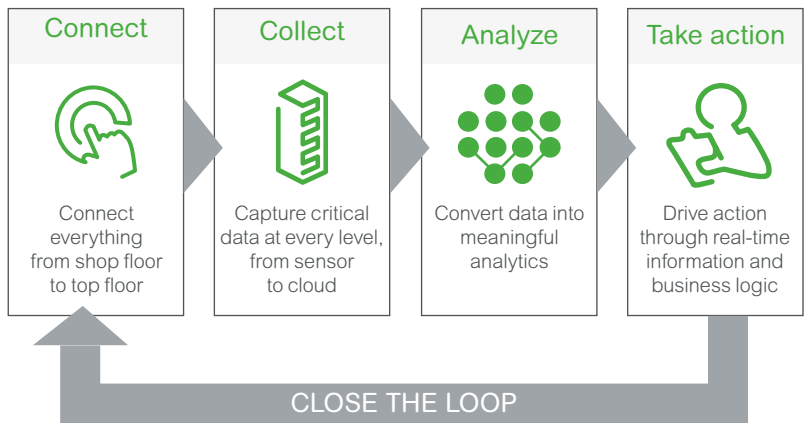 Connect
Connect
everything
from shop floor
to top floor
Collect
Capture critical
data at every level,
from sensor
to cloud
Analyze
Convert data into
meaningful
analytics
Take action
Drive action
through real-time
information and
business logic
CLOSE THE LOOP